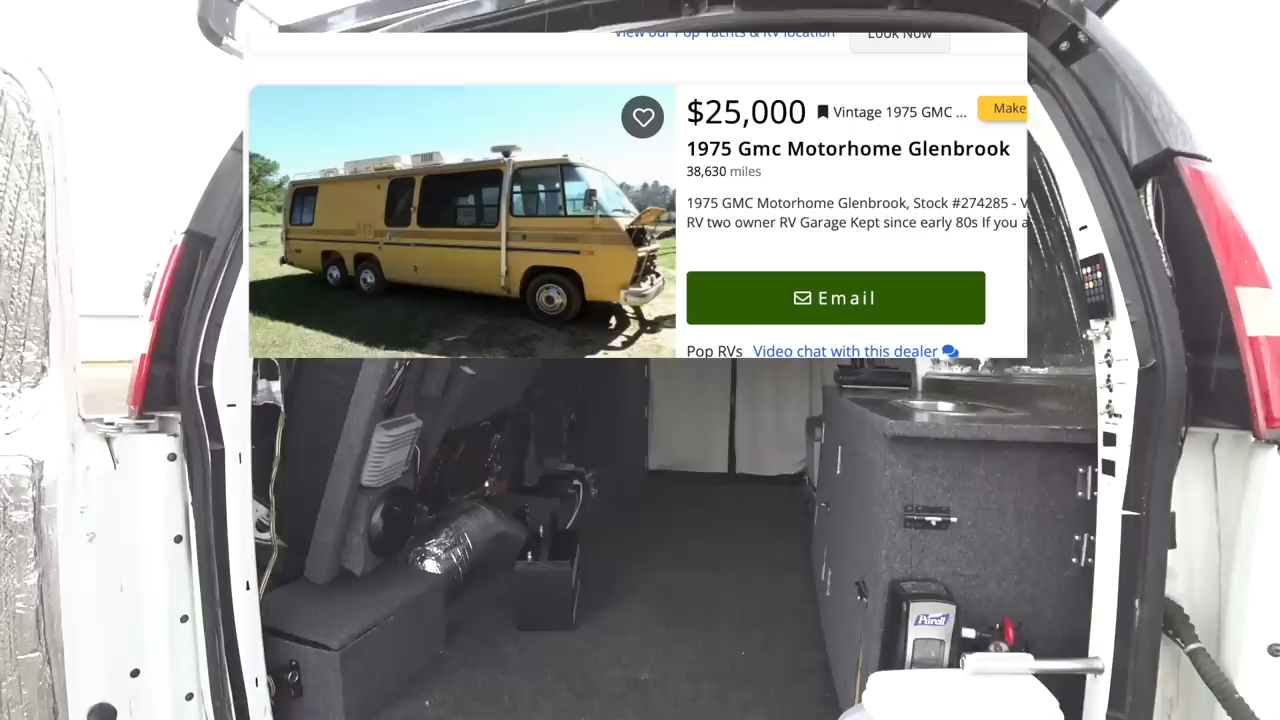 View our Pop Yachts & RV location
Look Now
$25,000
Vintage 1975 GMC ...
Make
1975 Gmc Motorhome Glenbrook
38,630 miles
1975 GMC Motorhome Glenbrook, Stock #274285 - V
RV two owner RV Garage Kept since early 80s If you a
Email
Pop RVs Video chat with this dealer
Purell